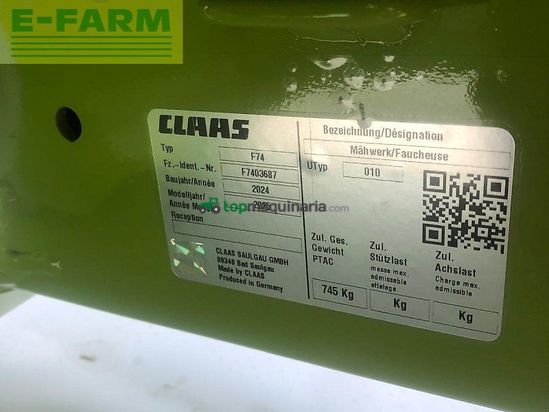 E-FARM
CLAAS
Typ F74
Fz.-Ident.-Nr. F7403687
Baujahr/Année 2024
Modelljahr/
Année Mo
Reception
topmaquinaria.com
CLAAS SAULGAU GMBH
88348 Bad Saulgau
Made by CLAAS
Produced in Germany
Bezeichnung/Désignation
Mähwerk/Faucheuse
UTyp 010
Zul. Ges.
Gewicht
PTAC
745 Kg
Zul.
Stützlast
masse max.
admissible
attelage
Kg
Zul.
Achslast
Charge max.
admissible
Kg